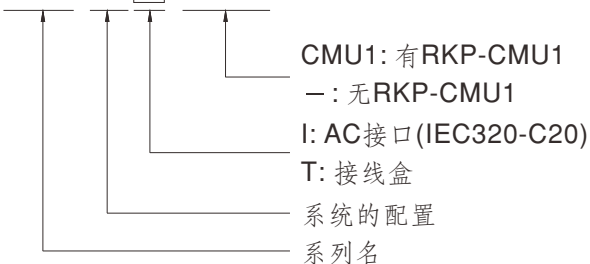 CMU1: 有RKP-CMU1
－: 无RKP-CMU1
I: AC接口(IEC320-C20)
T: 接线盒
系统的配置
系列名